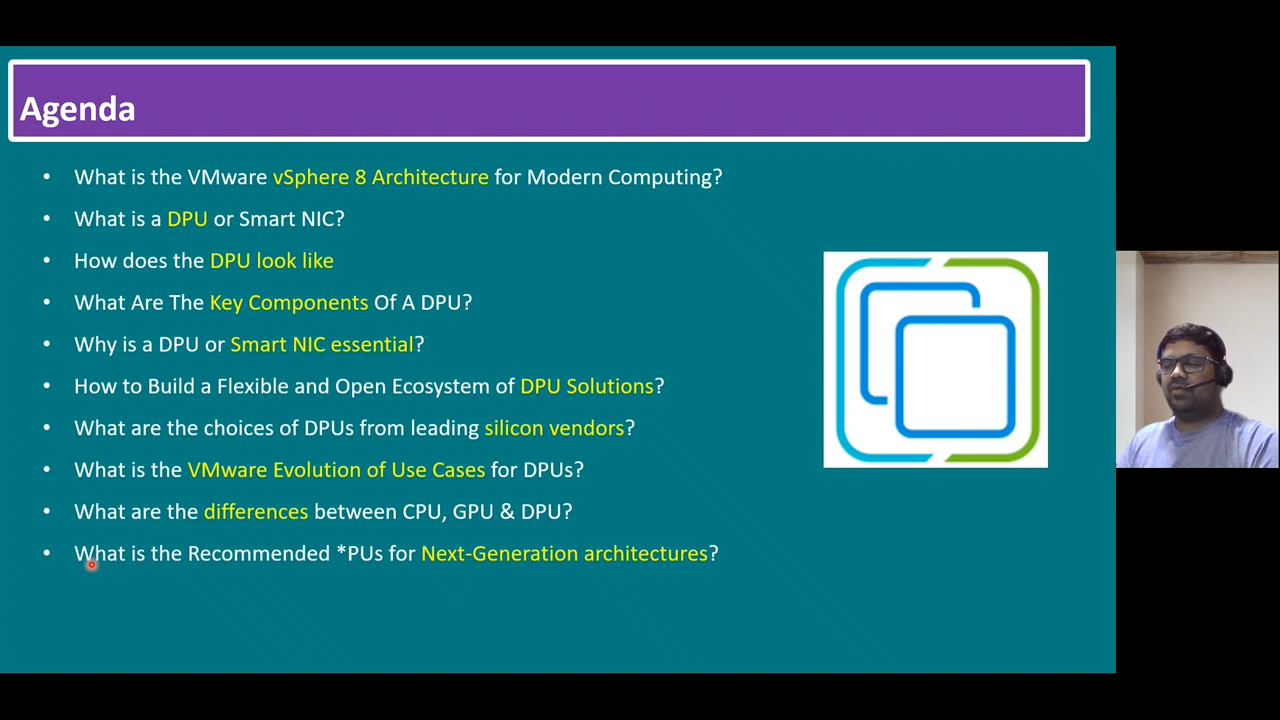 Agenda
• What is the VMware vSphere 8 Architecture for Modern Computing?
• What is a DPU or Smart NIC?
• How does the DPU look like
• What Are The Key Components Of A DPU?
• Why is a DPU or Smart NIC essential?
• How to Build a Flexible and Open Ecosystem of DPU Solutions?
• What are the choices of DPUs from leading silicon vendors?
• What is the VMware Evolution of Use Cases for DPUs?
• What are the differences between CPU, GPU & DPU?
• What is the Recommended *PUs for Next-Generation architectures?